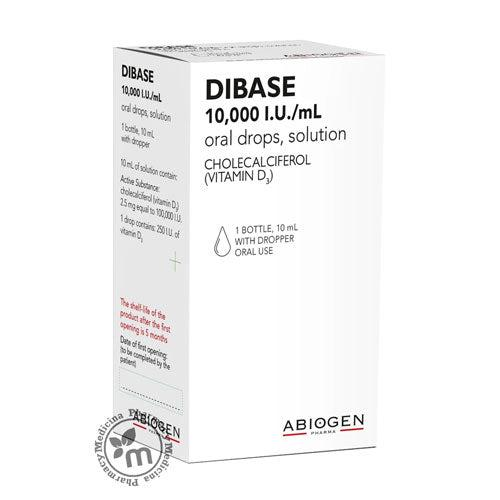 DIBASE
10,000 I.U./mL
oral drops, solution
1 bottle, 10 mL
with dropper
10 mL of solution contain:
Active Substance:
cholecalciferol (vitamin D₃)
2.5 mg equal to 100,000 I.U.
1 drop contains: 250 I.U. of
vitamin D₃
The shelf-life of the
product after the first
opening is 5 months
Date of first opening:
(to be completed by the
patient)
ABIOGEN
PHARMA
DIBASE
10,000 I.U./mL
oral drops, solution
CHOLECALCIFEROL
(VITAMIN D₃)
1 BOTTLE, 10 mL
WITH DROPPER
ORAL USE
ABIOGEN
PHARMA
Medicina Pharmacy
Medicina Pharmacy